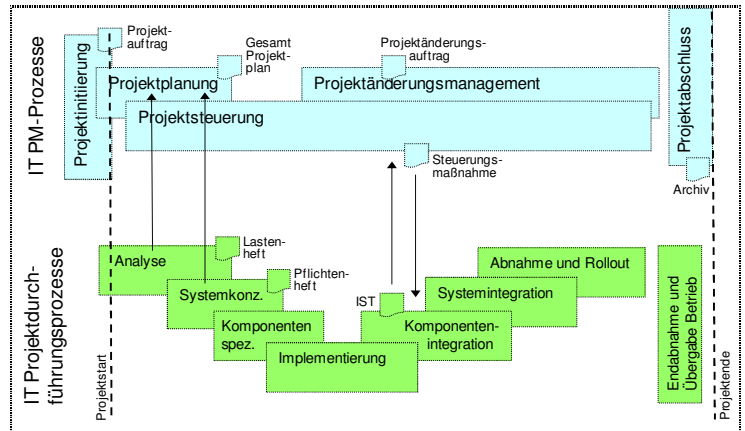 IT PM-Prozesse
Projektinitiierung
Projekt-
auftrag
Projektplanung
Gesamt
Projekt-
plan
Projektänderungs-
auftrag
Projektänderungsmanagement
Projektsteuerung
Steuerungs-
maßnahme
Projektabschluss
Archiv
IT Projektdurch-
führungsprozesse
Projektstart
Analyse
Lasten-
heft
Systemkonz.
Pflichten-
heft
Komponenten
spez.
Implementierung
IST
Komponenten-
integration
Systemintegration
Abnahme und Rollout
Endabnahme und
Übergabe Betrieb
Projektende